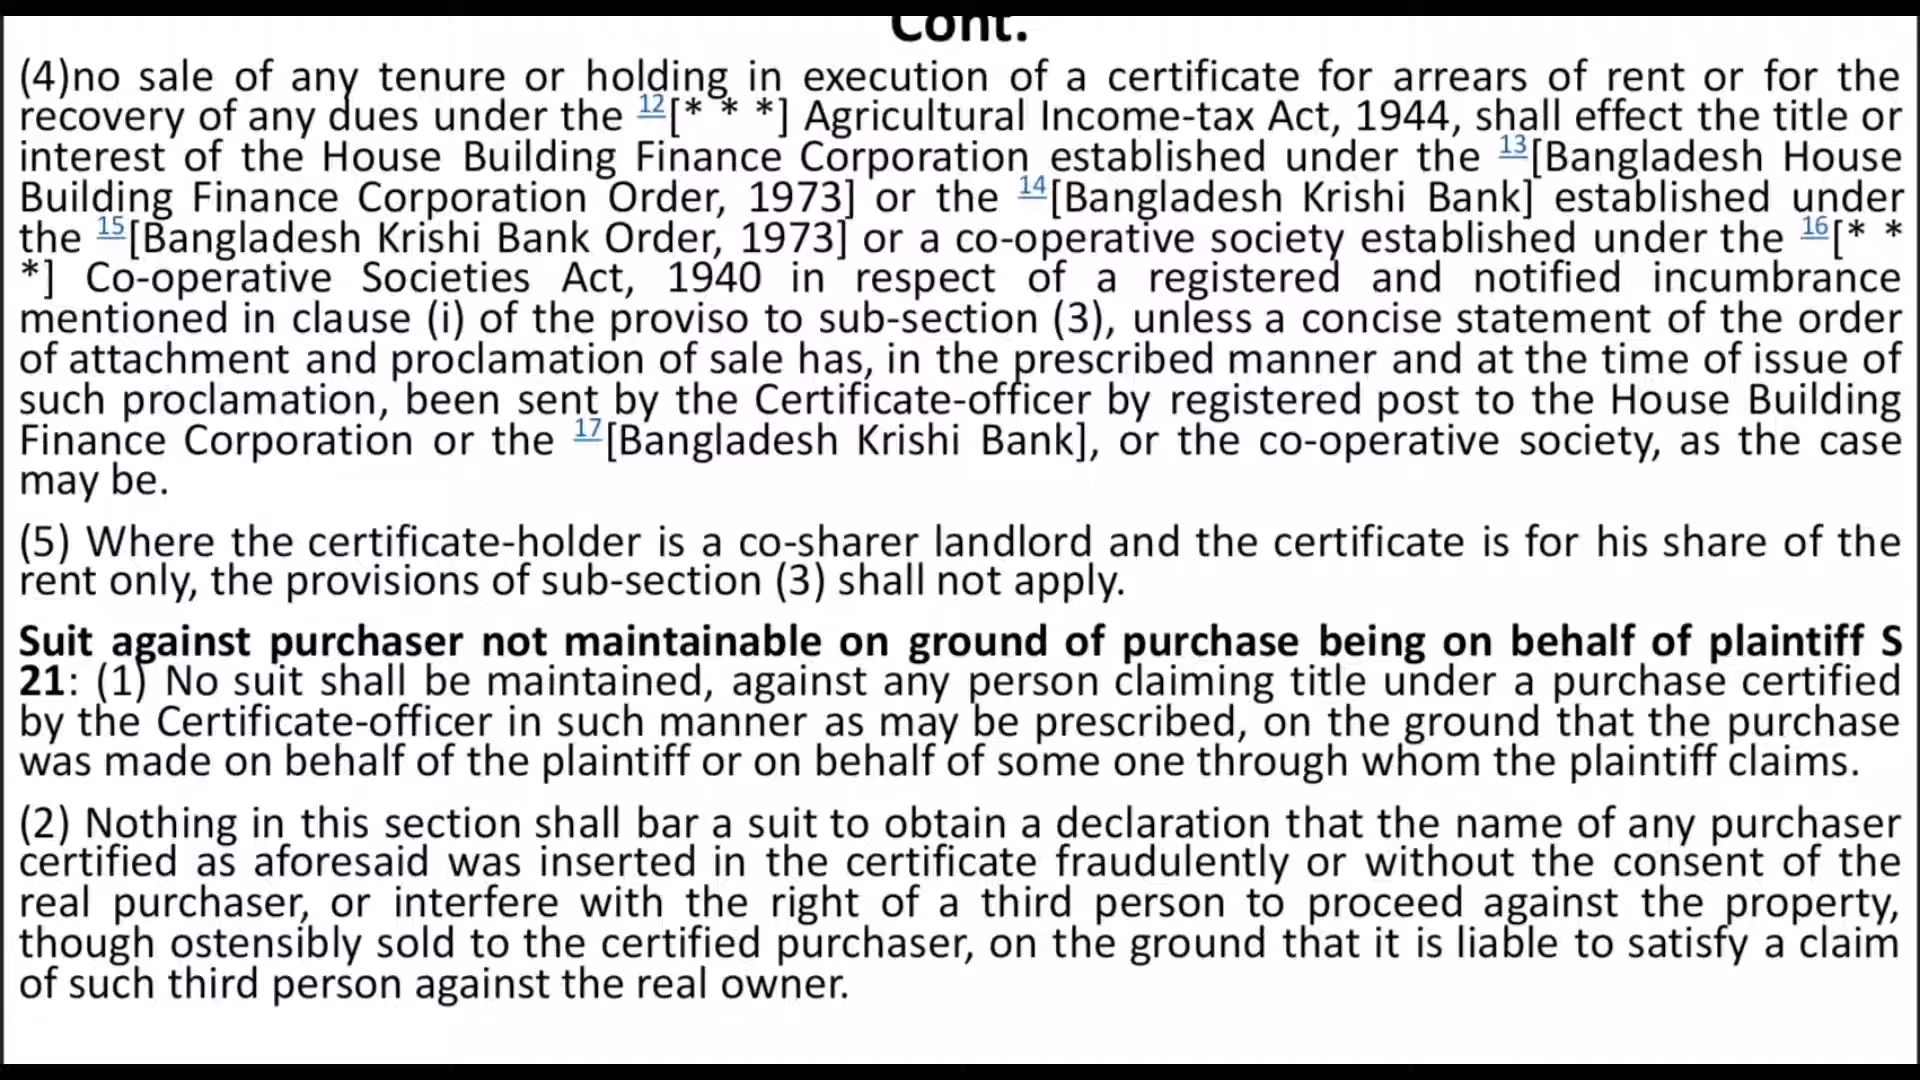 Cont.
(4)no sale of any tenure or holding in execution of a certificate for arrears of rent or for the
recovery of any dues under the 12[* * *] Agricultural Income-tax Act, 1944, shall effect the title or
interest of the House Building Finance Corporation established under the 13[Bangladesh House
Building Finance Corporation Order, 1973] or the 14[Bangladesh Krishi Bank] established under
the 15[Bangladesh Krishi Bank Order, 1973] or a co-operative society established under the 16[* *
*] Co-operative Societies Act, 1940 in respect of a registered and notified incumbrance
mentioned in clause (i) of the proviso to sub-section (3), unless a concise statement of the order
of attachment and proclamation of sale has, in the prescribed manner and at the time of issue of
such proclamation, been sent by the Certificate-officer by registered post to the House Building
Finance Corporation or the 17[Bangladesh Krishi Bank], or the co-operative society, as the case
may be.
(5) Where the certificate-holder is a co-sharer landlord and the certificate is for his share of the
rent only, the provisions of sub-section (3) shall not apply.
Suit against purchaser not maintainable on ground of purchase being on behalf of plaintiff S
21: (1) No suit shall be maintained, against any person claiming title under a purchase certified
by the Certificate-officer in such manner as may be prescribed, on the ground that the purchase
was made on behalf of the plaintiff or on behalf of some one through whom the plaintiff claims.
(2) Nothing in this section shall bar a suit to obtain a declaration that the name of any purchaser
certified as aforesaid was inserted in the certificate fraudulently or without the consent of the
real purchaser, or interfere with the right of a third person to proceed against the property,
though ostensibly sold to the certified purchaser, on the ground that it is liable to satisfy a claim
of such third person against the real owner.